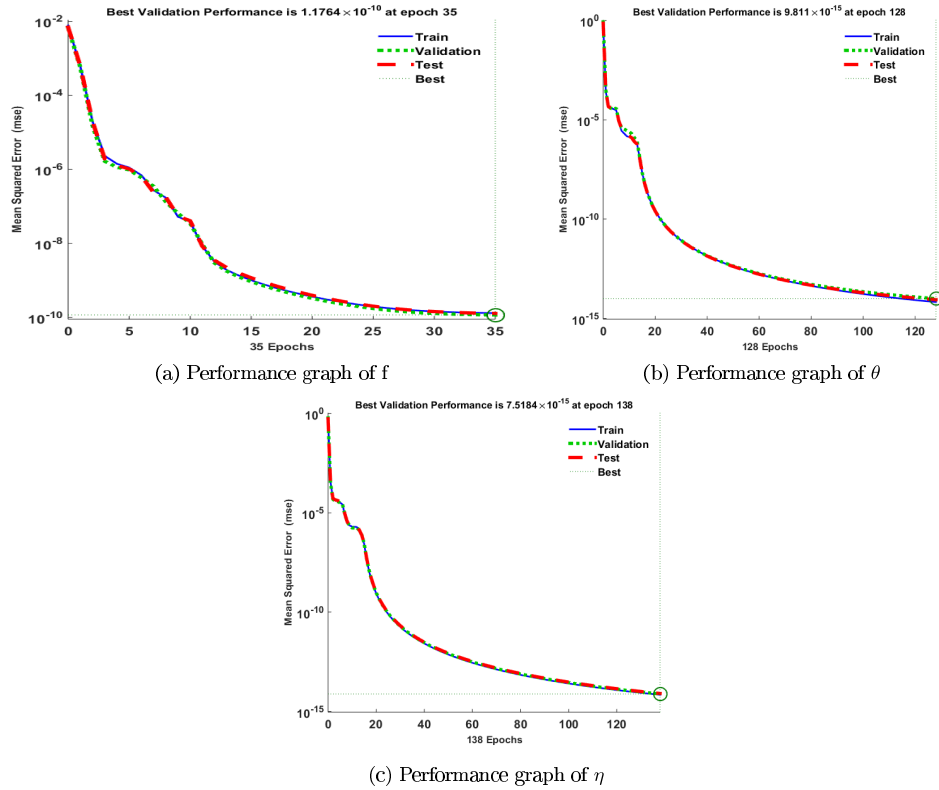 Best Validation Performance is 1.1764×10⁻¹⁰ at epoch 35
Mean Squared Error (mse)
10⁻²
10⁻⁴
10⁻⁶
10⁻⁸
10⁻¹⁰
Train
Validation
Test
Best
0 5 10 15 20 25 30 35
35 Epochs
(a) Performance graph of f
Best Validation Performance is 9.811×10⁻¹⁵ at epoch 128
Mean Squared Error (mse)
10⁰
10⁻⁵
10⁻¹⁰
10⁻¹⁵
Train
Validation
Test
Best
0 20 40 60 80 100 120
128 Epochs
(b) Performance graph of θ
Best Validation Performance is 7.5184×10⁻¹⁵ at epoch 138
Mean Squared Error (mse)
10⁰
10⁻⁵
10⁻¹⁰
10⁻¹⁵
Train
Validation
Test
Best
0 20 40 60 80 100 120
138 Epochs
(c) Performance graph of η